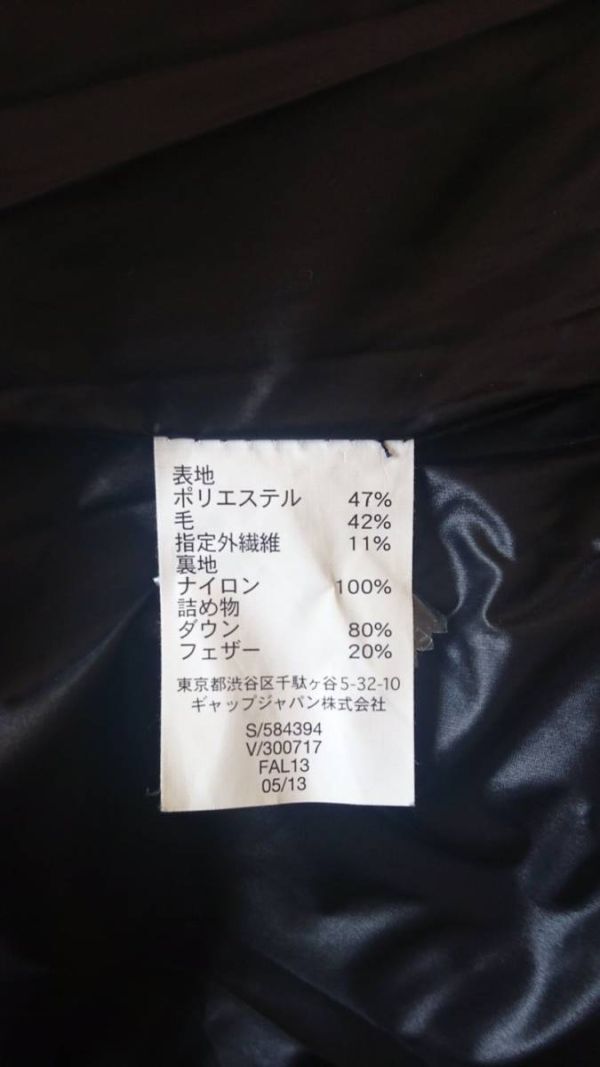 表地
ポリエステル 47%
毛 42%
指定外繊維 11%
裏地
ナイロン 100%
詰め物
ダウン 80%
フェザー 20%
東京都渋谷区千駄ヶ谷5-32-10
ギャップジャパン株式会社
S/584394
V/300717
FAL13
05/13